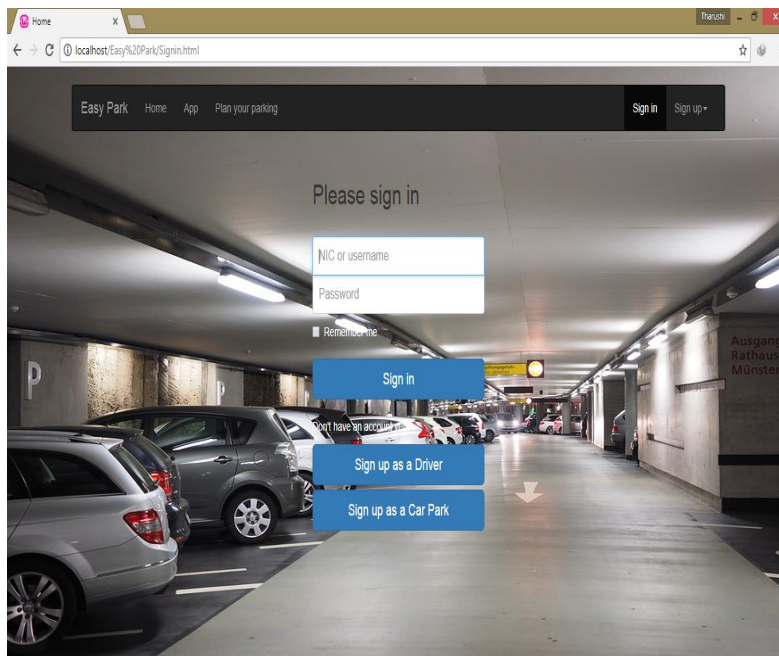 Home
Tharushi
localhost/Easy%20Park/Signin.html
Easy Park Home App Plan your parking Sign in Sign up
Please sign in
NIC or username
Password
Remember me
Sign in
Don't have an account
Sign up as a Driver
Sign up as a Car Park
P
Ausgang
Rathaus
Münster